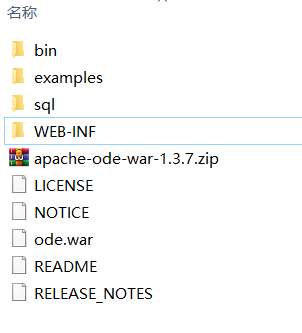 名称
bin
examples
sql
WEB-INF
apache-ode-war-1.3.7.zip
LICENSE
NOTICE
ode.war
README
RELEASE_NOTES